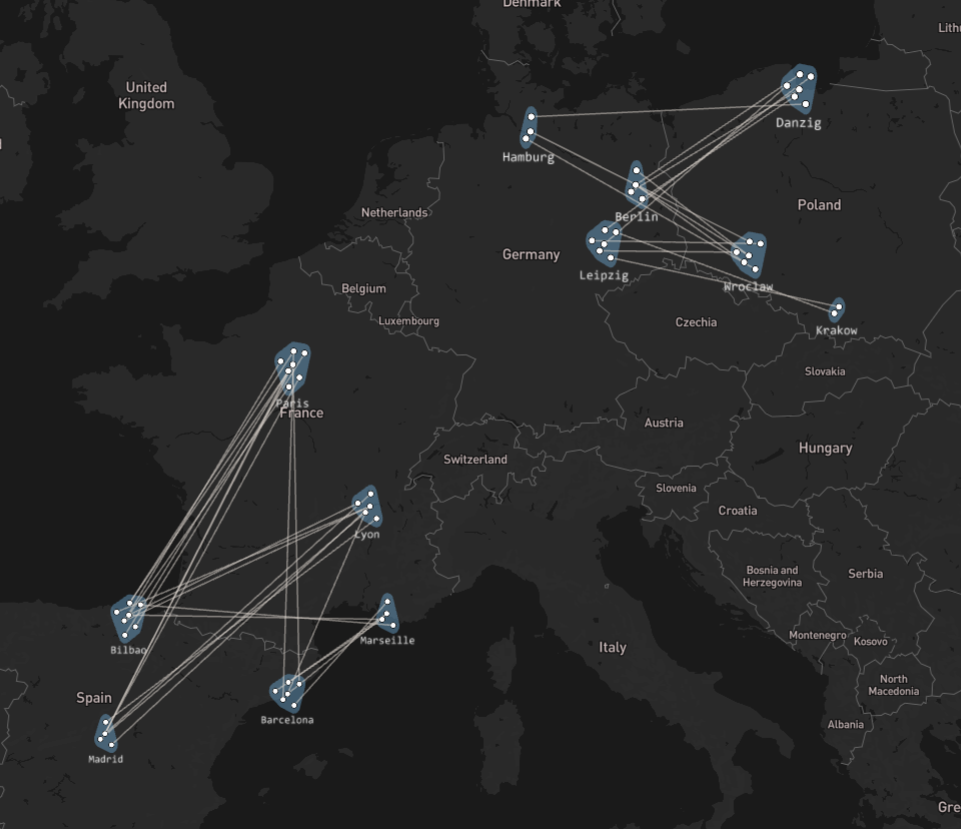 Denmark
Lith
United
Kingdom
Danzig
Hamburg
Netherlands
Berlin
Poland
Germany
Leipzig
Belgium
Wroclaw
Luxembourg
Czechia
Krakow
Slovakia
Paris
France
Austria
Switzerland
Hungary
Slovenia
Croatia
Lyon
Bosnia and
Herzegovina
Serbia
Montenegro
Kosovo
Marseille
Bilbao
Italy
North
Macedonia
Spain
Barcelona
Albania
Madrid
Gre